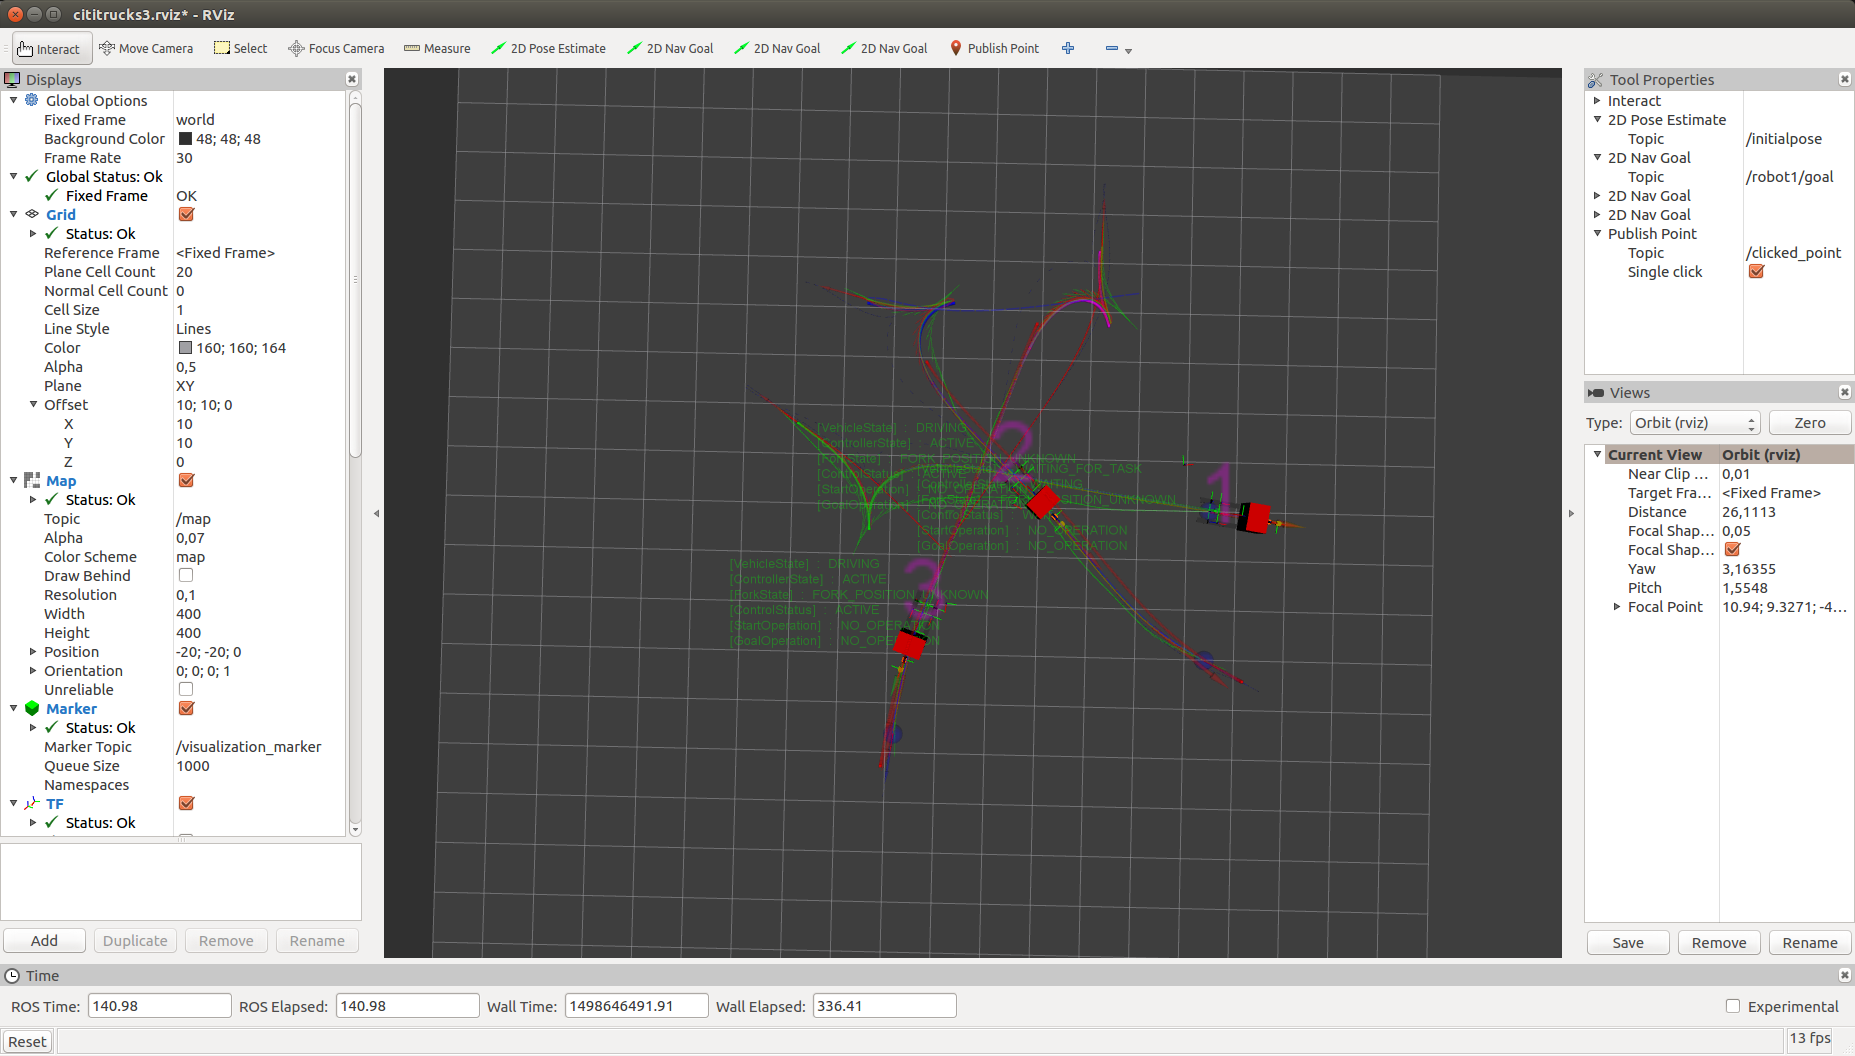 cititrucks3.rviz* - RViz
Interact Move Camera Select Focus Camera Measure 2D Pose Estimate 2D Nav Goal 2D Nav Goal 2D Nav Goal Publish Point
Displays
Global Options
Fixed Frame world
Background Color 48; 48; 48
Frame Rate 30
Global Status: Ok
Fixed Frame OK
Grid
Status: Ok
Reference Frame <Fixed Frame>
Plane Cell Count 20
Normal Cell Count 0
Cell Size 1
Line Style Lines
Color 160; 160; 164
Alpha 0,5
Plane XY
Offset 10; 10; 0
X 10
Y 10
Z 0
Map
Status: Ok
Topic /map
Alpha 0,07
Color Scheme map
Draw Behind
Resolution 0,1
Width 400
Height 400
Position -20; -20; 0
Orientation 0; 0; 0; 1
Unreliable
Marker
Status: Ok
Marker Topic /visualization_marker
Queue Size 1000
Namespaces
TF
Status: Ok
Add Duplicate Remove Rename
[VehicleState] : DRIVING
[ControllerState] : ACTIVE
[ForkState] : FORK_POSITION_UNKNOWN
2
1
[StartOperation] : NO_OPERATION
[GoalOperation] : NO_OPERATION
[VehicleState] : DRIVING
[ControllerState] : ACTIVE
[ForkState] : FORK_POSITION_UNKNOWN
[ControlStatus] : ACTIVE
[StartOperation] : NO_OPERATION
[GoalOperation] : NO_OPERATION
3
Tool Properties
Interact
2D Pose Estimate
Topic /initialpose
2D Nav Goal
Topic /robot1/goal
2D Nav Goal
2D Nav Goal
Publish Point
Topic /clicked_point
Single click
Views
Type: Orbit (rviz) Zero
Current View Orbit (rviz)
Near Clip ... 0,01
Target Fra... <Fixed Frame>
Distance 26,1113
Focal Shap... 0,05
Focal Shap...
Yaw 3,16355
Pitch 1,5548
Focal Point 10.94; 9.3271; -4...
Save Remove Rename
Time
ROS Time: 140.98 ROS Elapsed: 140.98 Wall Time: 1498646491.91 Wall Elapsed: 336.41 Experimental
Reset 13 fps